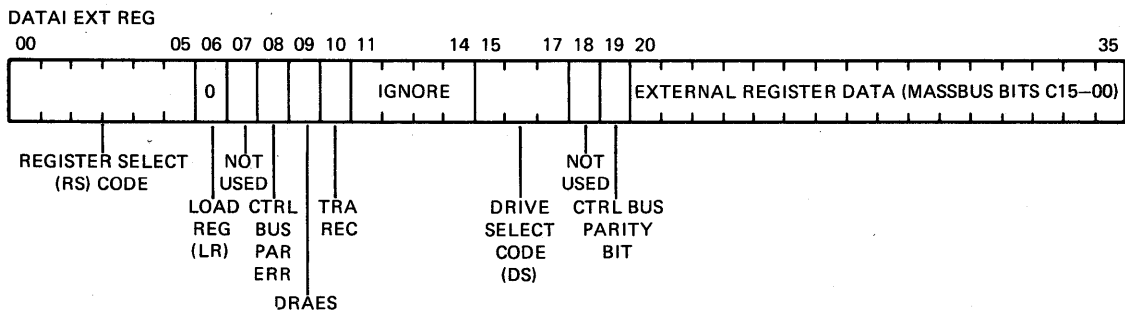 DATAI EXT REG
00 05 06 07 08 09 10 11 14 15 17 18 19 20 35
0 IGNORE EXTERNAL REGISTER DATA (MASSBUS BITS C15–00)
REGISTER SELECT
(RS) CODE
LOAD
REG
(LR)
NOT
USED
CTRL
BUS
PAR
ERR
DRAES
TRA
REC
DRIVE
SELECT
CODE
(DS)
NOT
USED
CTRL BUS
PARITY
BIT